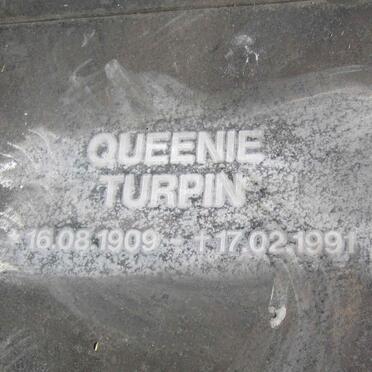 QUEENIE
TURPIN
* 16.08.1909 - † 17.02.1991